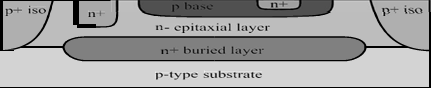 p+ iso n+ p base n+ p+ iso
n- epitaxial layer
n+ buried layer
p-type substrate